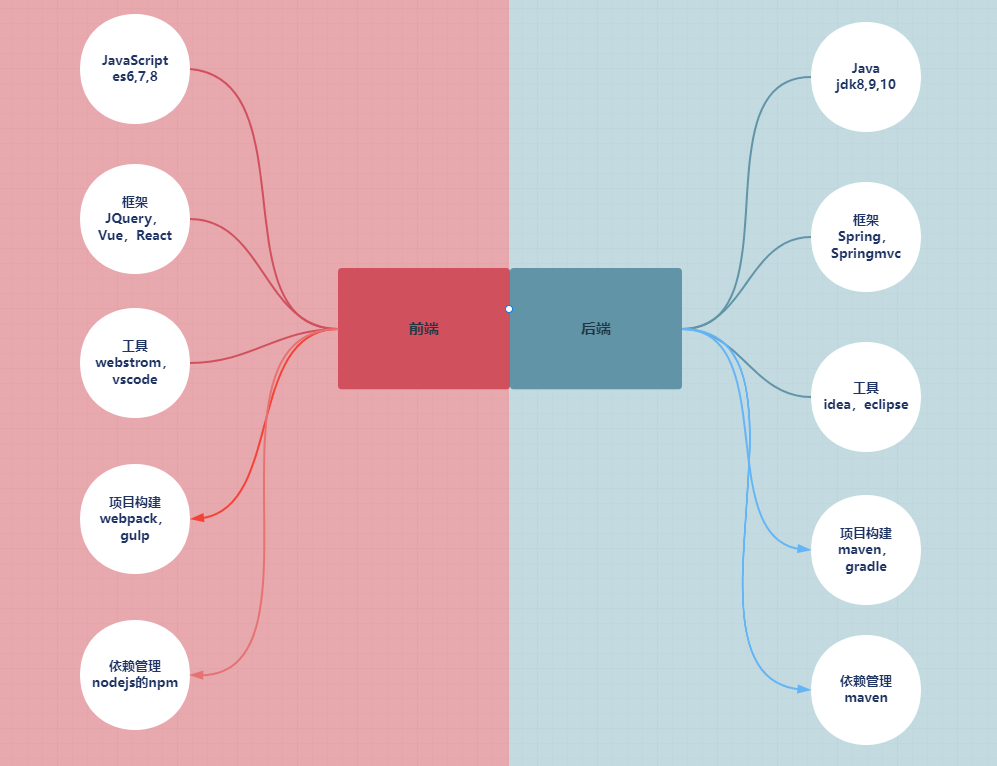 JavaScript
es6,7,8
框架
JQuery，
Vue，React
工具
webstrom，
vscode
项目构建
webpack，
gulp
依赖管理
nodejs的npm
前端
后端
Java
jdk8,9,10
框架
Spring，
Springmvc
工具
idea，eclipse
项目构建
maven，
gradle
依赖管理
maven